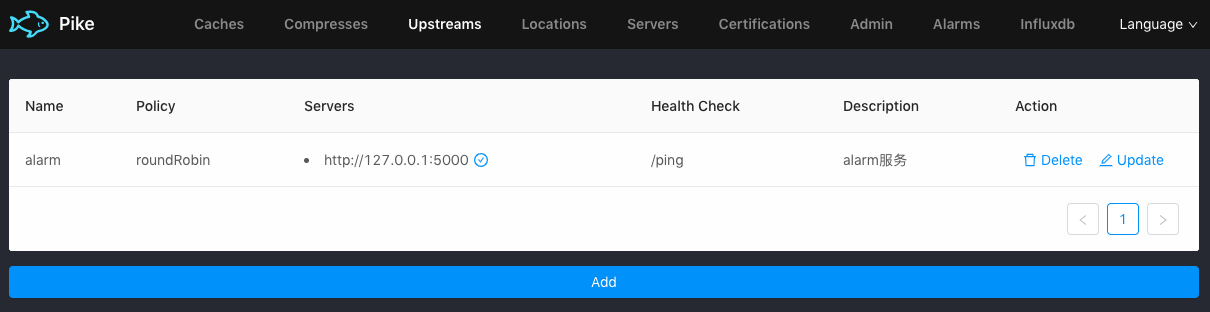 Pike Caches Compresses Upstreams Locations Servers Certifications Admin Alarms Influxdb Language
Name Policy Servers Health Check Description Action
alarm roundRobin • http://127.0.0.1:5000 /ping alarm服务 Delete Update
1
Add